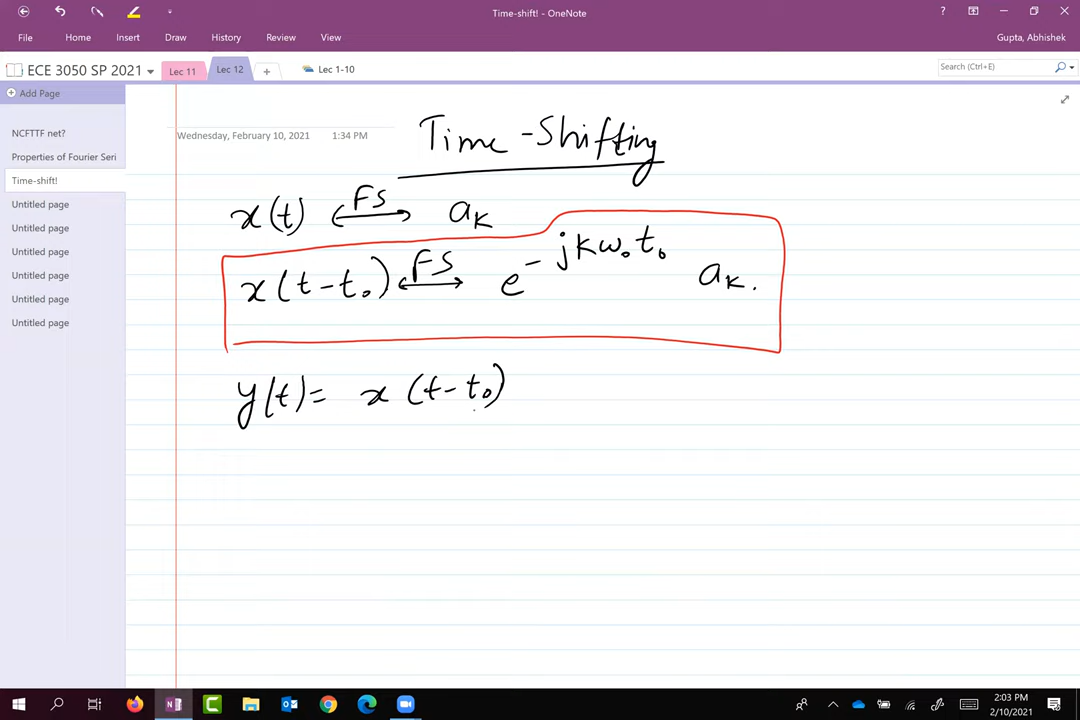 Time-shift! - OneNote
?
File Home Insert Draw History Review View
Gupta, Abhishek
ECE 3050 SP 2021 Lec 11 Lec 12 + Lec 1-10
Search (Ctrl+E)
Add Page
NCFTTF net?
Properties of Fourier Seri
Time-shift!
Untitled page
Untitled page
Untitled page
Untitled page
Untitled page
Untitled page
Wednesday, February 10, 2021 1:34 PM
Time-Shifting
x(t) ⟷ FS a_k
x(t-t₀) ⟷ FS e^{-jkω₀t₀} a_k.
y(t) = x(t-t₀)
2:03 PM
2/10/2021